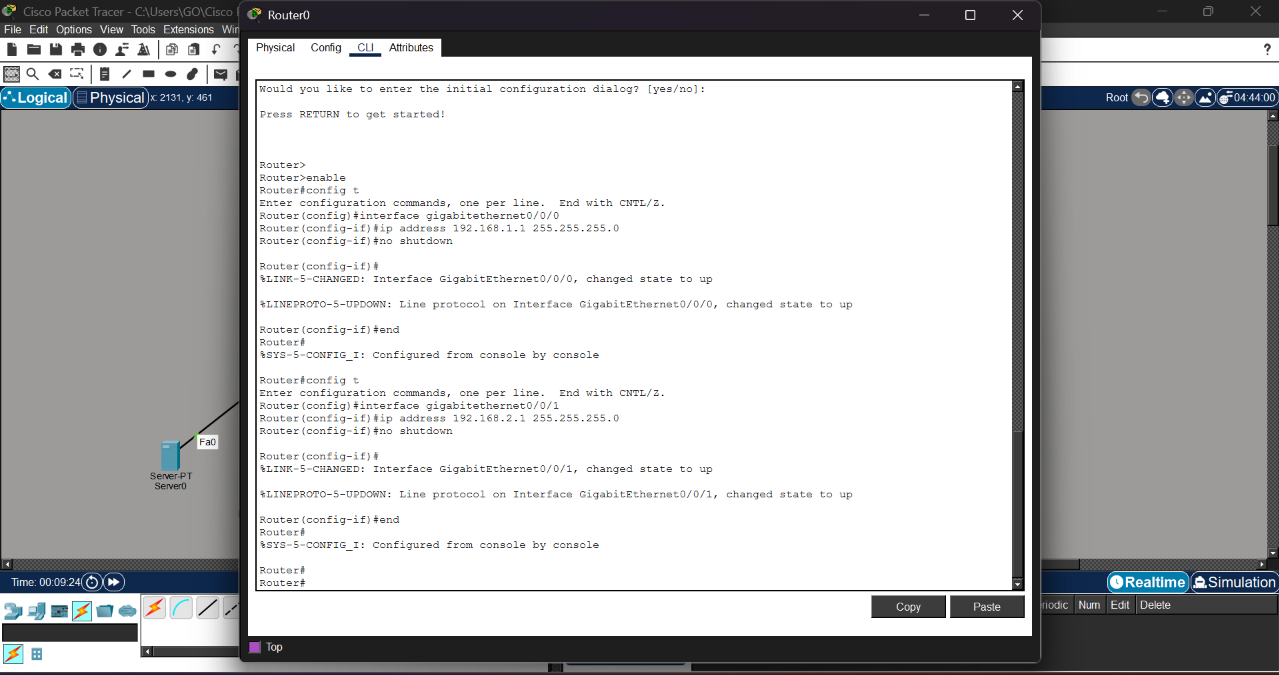 Cisco Packet Tracer - C:\Users\GO\Cisco
File Edit Options View Tools Extensions
Router0
Physical Config CLI Attributes
?
Logical Physical x: 2131, y: 461
Root 04:44:00
Would you like to enter the initial configuration dialog? [yes/no]:
Press RETURN to get started!
Router>
Router>enable
Router#config t
Enter configuration commands, one per line. End with CNTL/Z.
Router(config)#interface gigabitethernet0/0/0
Router(config-if)#ip address 192.168.1.1 255.255.255.0
Router(config-if)#no shutdown
Router(config-if)#
%LINK-5-CHANGED: Interface GigabitEthernet0/0/0, changed state to up
%LINEPROTO-5-UPDOWN: Line protocol on Interface GigabitEthernet0/0/0, changed state to up
Router(config-if)#end
Router#
%SYS-5-CONFIG_I: Configured from console by console
Router#config t
Enter configuration commands, one per line. End with CNTL/Z.
Router(config)#interface gigabitethernet0/0/1
Router(config-if)#ip address 192.168.2.1 255.255.255.0
Router(config-if)#no shutdown
Router(config-if)#
%LINK-5-CHANGED: Interface GigabitEthernet0/0/1, changed state to up
%LINEPROTO-5-UPDOWN: Line protocol on Interface GigabitEthernet0/0/1, changed state to up
Router(config-if)#end
Router#
%SYS-5-CONFIG_I: Configured from console by console
Router#
Router#
Fa0
Server-PT
Server0
Copy Paste
Top
Time: 00:09:24
Realtime Simulation
Num Edit Delete